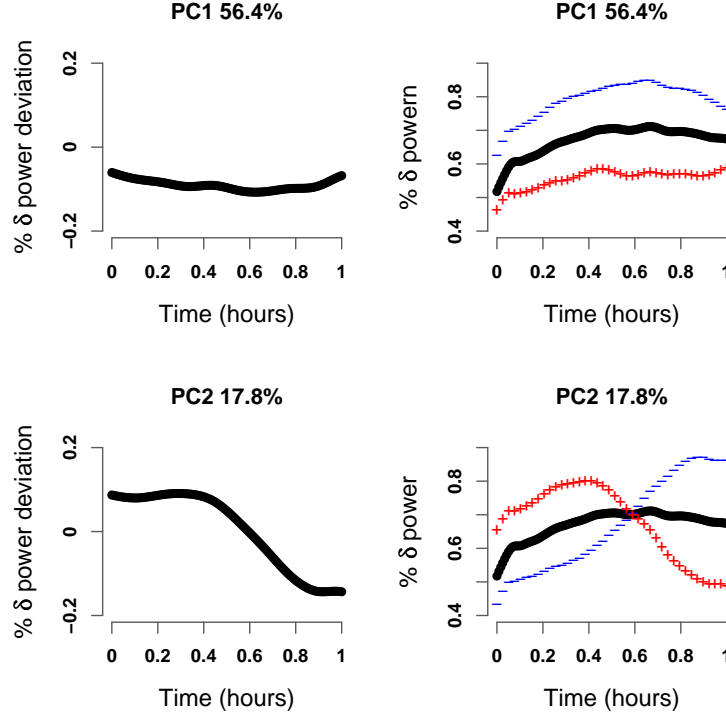 PC1 56.4%
% δ power deviation
0.2
0
−0.2
0 0.2 0.4 0.6 0.8 1
Time (hours)
PC1 56.4%
% δ powern
0.8
0.6
0.4
0 0.2 0.4 0.6 0.8 1
Time (hours)
PC2 17.8%
% δ power deviation
0.2
0
−0.2
0 0.2 0.4 0.6 0.8 1
Time (hours)
PC2 17.8%
% δ power
0.8
0.6
0.4
0 0.2 0.4 0.6 0.8 1
Time (hours)